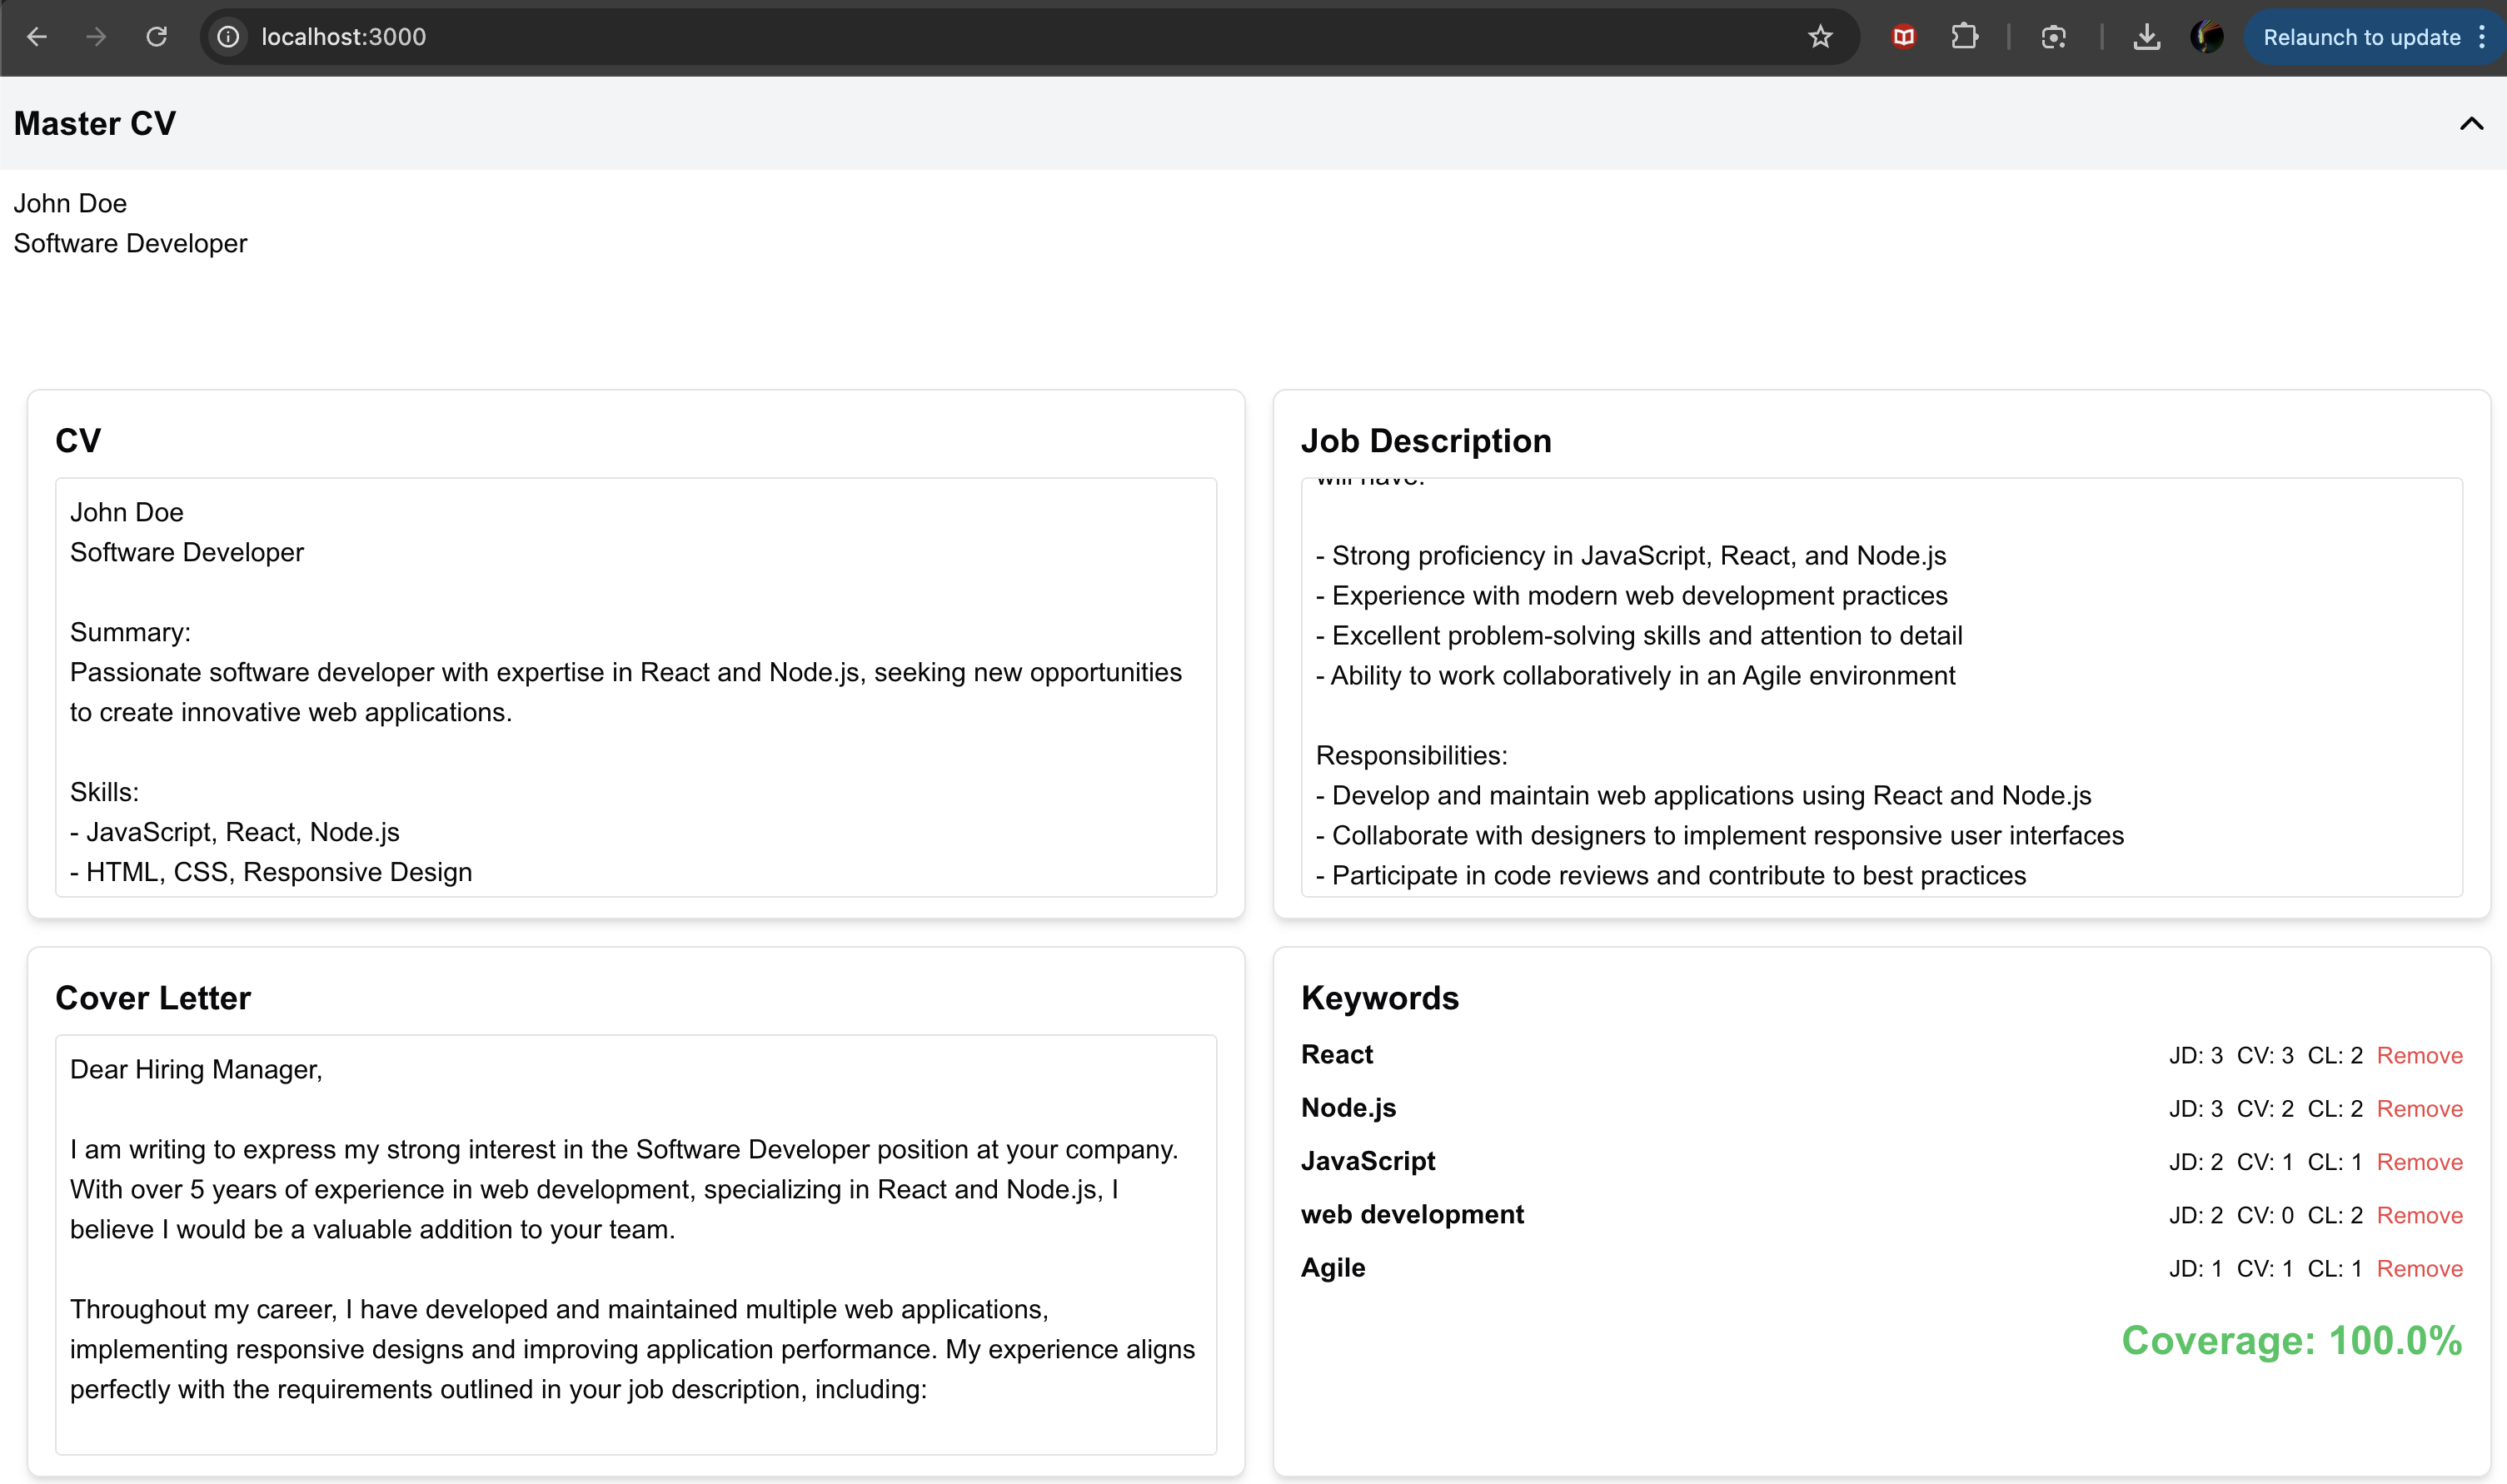 localhost:3000
Relaunch to update
Master CV
John Doe
Software Developer
CV
John Doe
Software Developer
Summary:
Passionate software developer with expertise in React and Node.js, seeking new opportunities
to create innovative web applications.
Skills:
- JavaScript, React, Node.js
- HTML, CSS, Responsive Design
Job Description
will have:
- Strong proficiency in JavaScript, React, and Node.js
- Experience with modern web development practices
- Excellent problem-solving skills and attention to detail
- Ability to work collaboratively in an Agile environment
Responsibilities:
- Develop and maintain web applications using React and Node.js
- Collaborate with designers to implement responsive user interfaces
- Participate in code reviews and contribute to best practices
Cover Letter
Dear Hiring Manager,
I am writing to express my strong interest in the Software Developer position at your company.
With over 5 years of experience in web development, specializing in React and Node.js, I
believe I would be a valuable addition to your team.
Throughout my career, I have developed and maintained multiple web applications,
implementing responsive designs and improving application performance. My experience aligns
perfectly with the requirements outlined in your job description, including:
Keywords
React JD: 3 CV: 3 CL: 2 Remove
Node.js JD: 3 CV: 2 CL: 2 Remove
JavaScript JD: 2 CV: 1 CL: 1 Remove
web development JD: 2 CV: 0 CL: 2 Remove
Agile JD: 1 CV: 1 CL: 1 Remove
Coverage: 100.0%